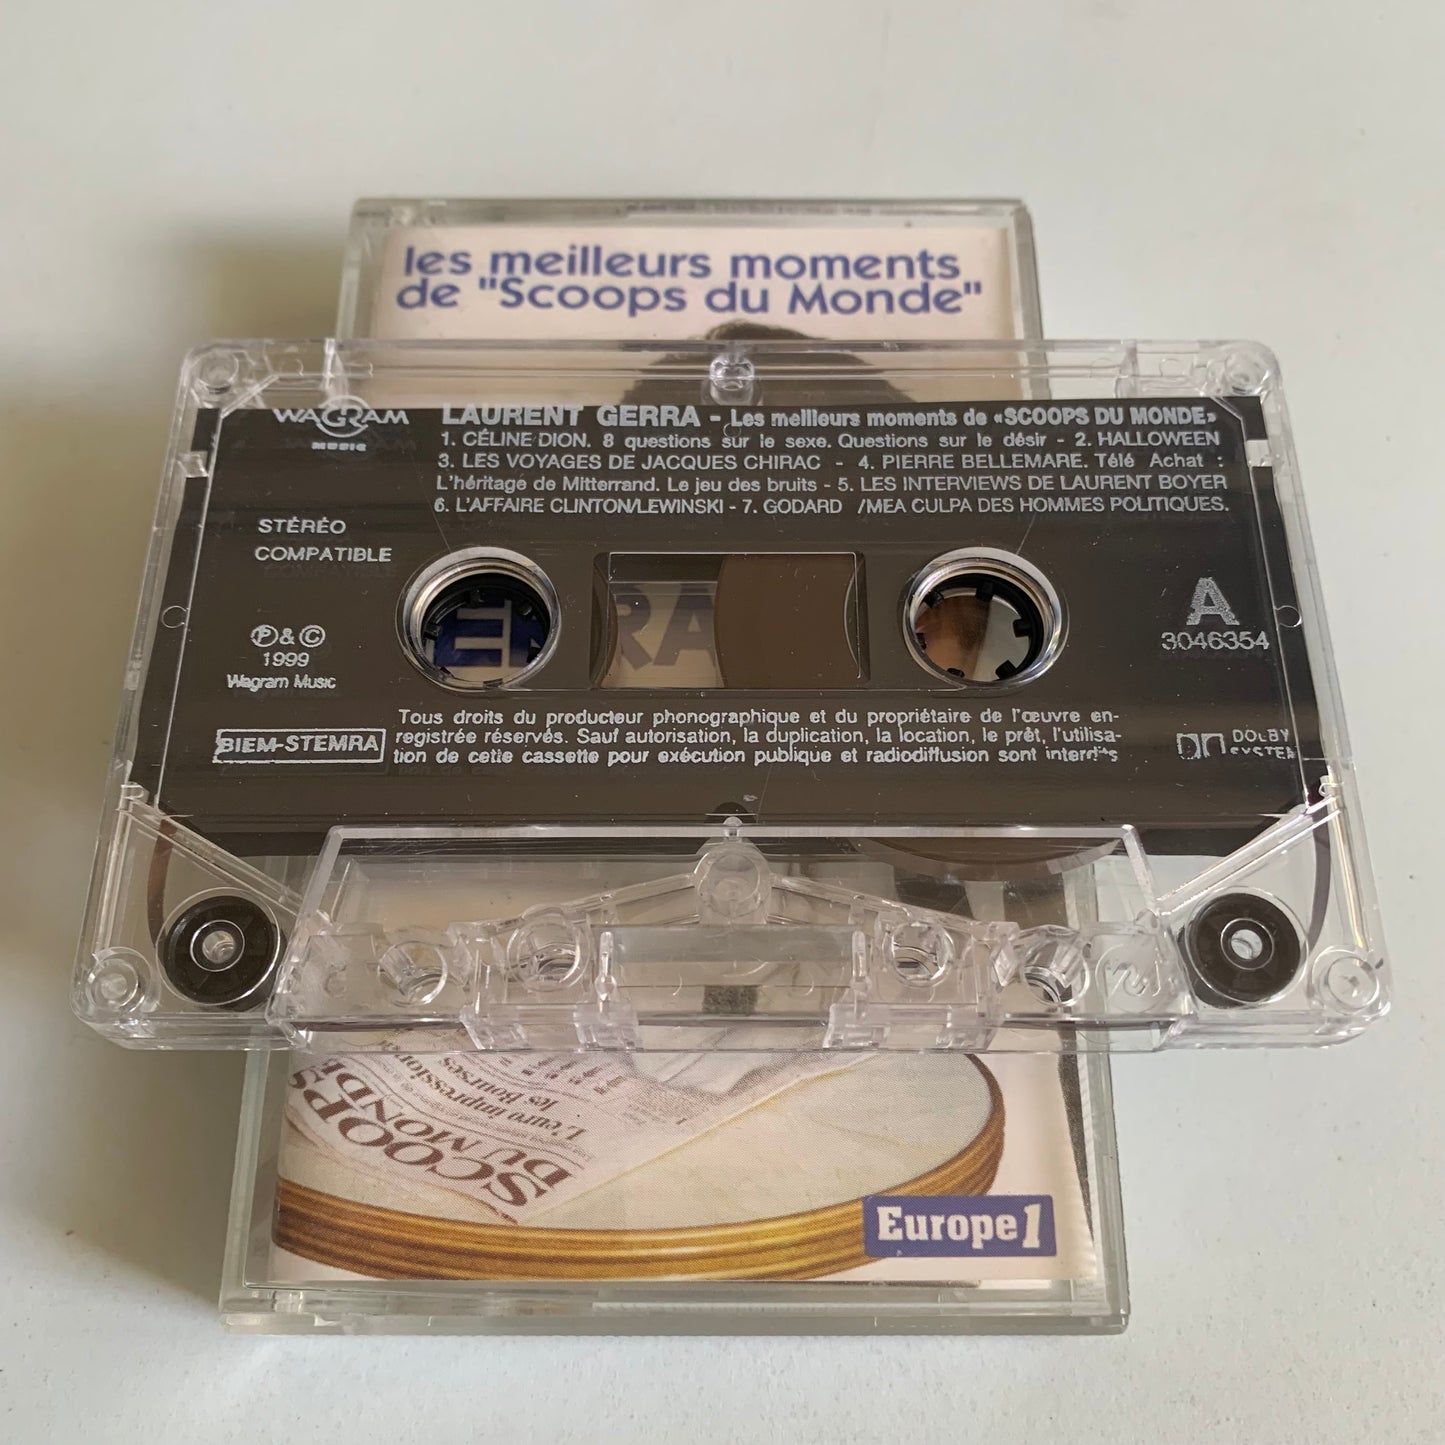 les meilleurs moments
de "Scoops du Monde"
WAGRAM
MUSIC
LAURENT GERRA - Les meilleurs moments de «SCOOPS DU MONDE»
1. CÉLINE DION. 8 questions sur le sexe. Questions sur le désir - 2. HALLOWEEN
3. LES VOYAGES DE JACQUES CHIRAC - 4. PIERRE BELLEMARE. Télé Achat :
L'héritage de Mitterrand. Le jeu des bruits - 5. LES INTERVIEWS DE LAURENT BOYER
6. L'AFFAIRE CLINTON/LEWINSKI - 7. GODARD /MEA CULPA DES HOMMES POLITIQUES.
STÉRÉO
COMPATIBLE
A
3046354
Ⓟ & ©
1999
Wagram Music
RA
BIEM-STEMRA
Tous droits du producteur phonographique et du propriétaire de l'œuvre en-
registrée réservés. Sauf autorisation, la duplication, la location, le prêt, l'utilisa-
tion de cette cassette pour exécution publique et radiodiffusion sont interdits
DOLBY
SYSTEM
SCOOPS
DU MONDE
L'euro impression
les Bourses
Europe 1